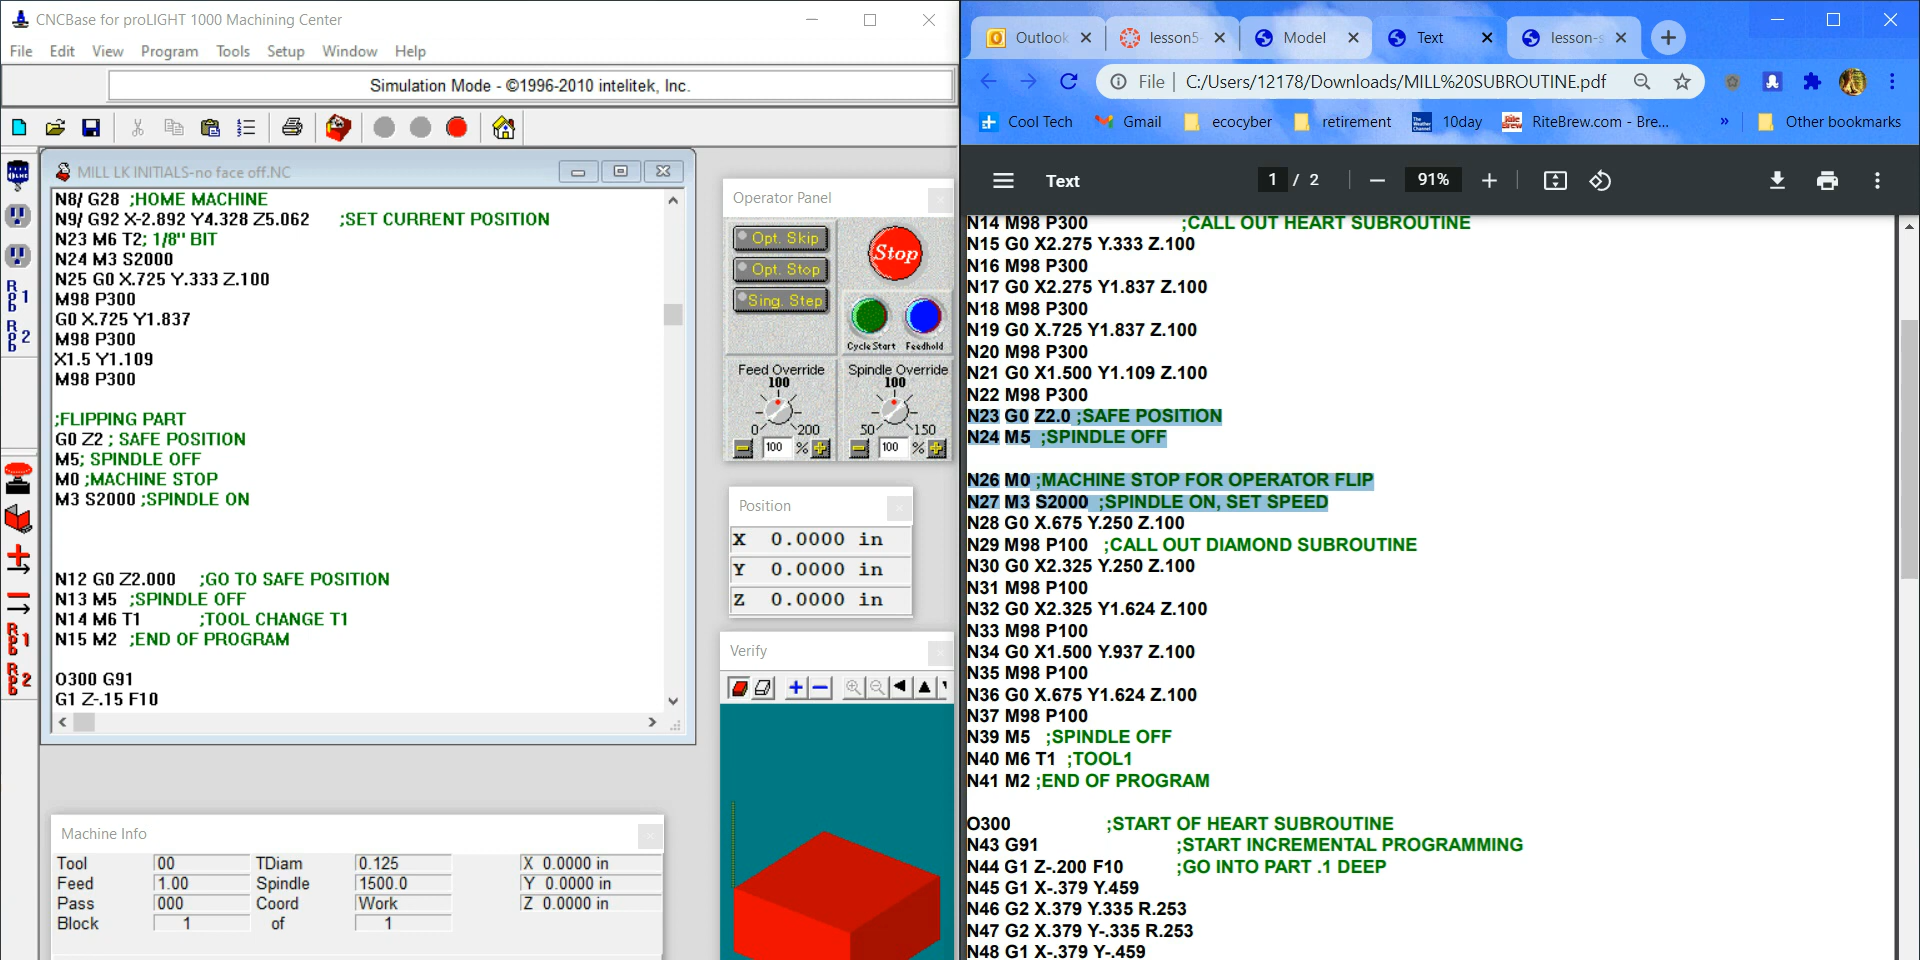 CNCBase for proLIGHT 1000 Machining Center
File Edit View Program Tools Setup Window Help
Simulation Mode - ©1996-2010 intelitek, Inc.
MILL LK INITIALS-no face off.NC
N8/ G28 ;HOME MACHINE
N9/ G92 X-2.892 Y4.328 Z5.062 ;SET CURRENT POSITION
N23 M6 T2; 1/8" BIT
N24 M3 S2000
N25 G0 X.725 Y.333 Z.100
M98 P300
G0 X.725 Y1.837
M98 P300
X1.5 Y1.109
M98 P300
;FLIPPING PART
G0 Z2 ; SAFE POSITION
M5; SPINDLE OFF
M0 ;MACHINE STOP
M3 S2000 ;SPINDLE ON
N12 G0 Z2.000 ;GO TO SAFE POSITION
N13 M5 ;SPINDLE OFF
N14 M6 T1 ;TOOL CHANGE T1
N15 M2 ;END OF PROGRAM
O300 G91
G1 Z-.15 F10
Operator Panel
Opt. Skip
Opt. Stop
Sing. Step
Stop
Cycle Start Feedhold
Feed Override
100
0 200
100 %
Spindle Override
100
50 150
100 %
Position
X 0.0000 in
Y 0.0000 in
Z 0.0000 in
Verify
Machine Info
Tool 00 TDiam 0.125 X 0.0000 in
Feed 1.00 Spindle 1500.0 Y 0.0000 in
Pass 000 Coord Work Z 0.0000 in
Block 1 of 1
Rob 1
Rob 2
Rob 1
Rob 2
Outlook lesson5- Model Text lesson-s
File C:/Users/12178/Downloads/MILL%20SUBROUTINE.pdf
Cool Tech Gmail ecocyber retirement 10day RiteBrew.com - Bre... » Other bookmarks
Text 1 / 2 91%
N14 M98 P300 ;CALL OUT HEART SUBROUTINE
N15 G0 X2.275 Y.333 Z.100
N16 M98 P300
N17 G0 X2.275 Y1.837 Z.100
N18 M98 P300
N19 G0 X.725 Y1.837 Z.100
N20 M98 P300
N21 G0 X1.500 Y1.109 Z.100
N22 M98 P300
N23 G0 Z2.0 ;SAFE POSITION
N24 M5 ;SPINDLE OFF
N26 M0 ;MACHINE STOP FOR OPERATOR FLIP
N27 M3 S2000 ;SPINDLE ON, SET SPEED
N28 G0 X.675 Y.250 Z.100
N29 M98 P100 ;CALL OUT DIAMOND SUBROUTINE
N30 G0 X2.325 Y.250 Z.100
N31 M98 P100
N32 G0 X2.325 Y1.624 Z.100
N33 M98 P100
N34 G0 X1.500 Y.937 Z.100
N35 M98 P100
N36 G0 X.675 Y1.624 Z.100
N37 M98 P100
N39 M5 ;SPINDLE OFF
N40 M6 T1 ;TOOL1
N41 M2 ;END OF PROGRAM
O300 ;START OF HEART SUBROUTINE
N43 G91 ;START INCREMENTAL PROGRAMMING
N44 G1 Z-.200 F10 ;GO INTO PART .1 DEEP
N45 G1 X-.379 Y.459
N46 G2 X.379 Y.335 R.253
N47 G2 X.379 Y-.335 R.253
N48 G1 X-.379 Y-.459